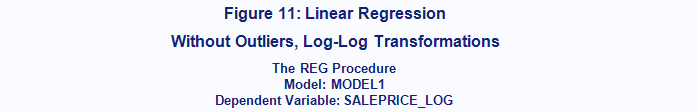 Figure 11: Linear Regression
Without Outliers, Log-Log Transformations
The REG Procedure
Model: MODEL1
Dependent Variable: SALEPRICE_LOG